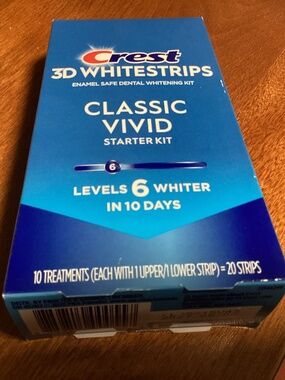 Crest
3D WHITESTRIPS
ENAMEL SAFE DENTAL WHITENING KIT
CLASSIC
VIVID
STARTER KIT
6
LEVELS 6 WHITER
IN 10 DAYS
10 TREATMENTS (EACH WITH 1 UPPER/1 LOWER STRIP) = 20 STRIPS